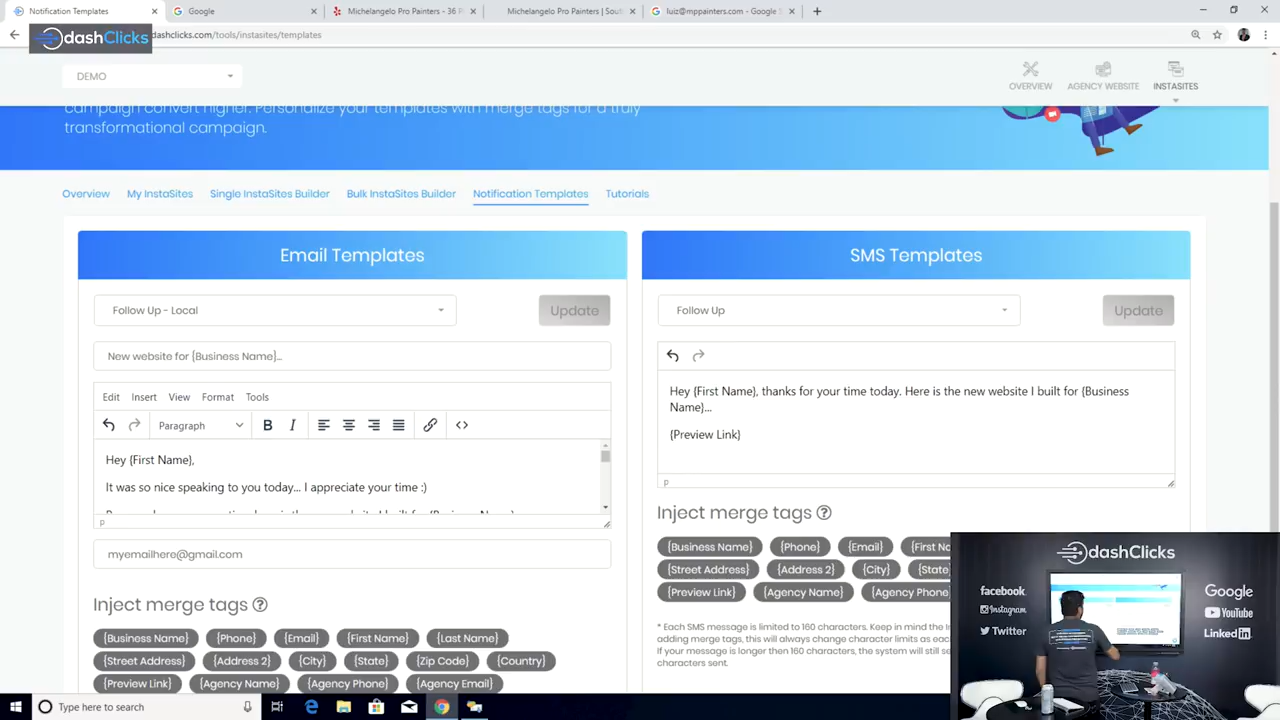 Notification Templates
Google
Michelangelo Pro Painters - 36 P
Michelangelo Pro Painters | Sout
luiz@mppainters.com - Google S
dashClicks
dashclicks.com/tools/instasites/templates
DEMO
OVERVIEW
AGENCY WEBSITE
INSTASITES
campaign convert higher. Personalize your templates with merge tags for a truly
transformational campaign.
Overview
My InstaSites
Single InstaSites Builder
Bulk InstaSites Builder
Notification Templates
Tutorials
Email Templates
Follow Up - Local
Update
New website for {Business Name}...
Edit Insert View Format Tools
Paragraph
B I
Hey {First Name},
It was so nice speaking to you today... I appreciate your time :)
p
myemailhere@gmail.com
Inject merge tags
{Business Name} {Phone} {Email} {First Name} {Last Name}
{Street Address} {Address 2} {City} {State} {Zip Code} {Country}
{Preview Link} {Agency Name} {Agency Phone} {Agency Email}
SMS Templates
Follow Up
Update
Hey {First Name}, thanks for your time today. Here is the new website I built for {Business
Name}...
{Preview Link}
p
Inject merge tags
{Business Name} {Phone} {Email} {First Na
{Street Address} {Address 2} {City} {State
{Preview Link} {Agency Name} {Agency Phone
* Each SMS message is limited to 160 characters. Keep in mind the In
adding merge tags, this will always change character limits as each
If your message is longer then 160 characters, the system will still se
characters sent.
dashClicks
facebook.
Instagram
Twitter
Google
YouTube
Linked in
Type here to search